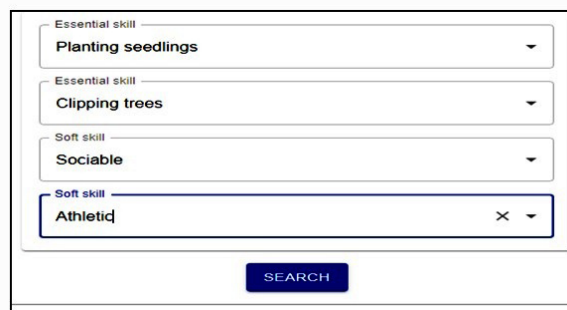 Essential skill
Planting seedlings
Essential skill
Clipping trees
Soft skill
Sociable
Soft skill
Athletic
SEARCH